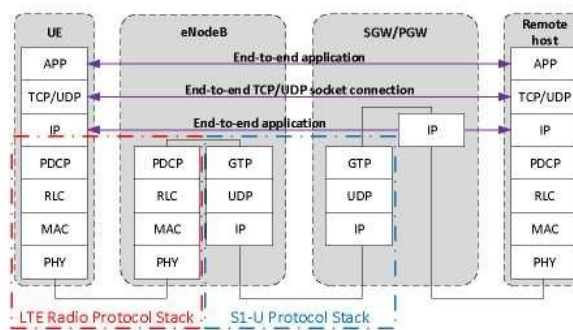 UE
eNodeB
SGW/PGW
Remote
host
APP
End-to-end application
APP
TCP/UDP
End-to-end TCP/UDP socket connection
TCP/UDP
IP
End-to-end application
IP
IP
PDCP
PDCP
GTP
GTP
PDCP
RLC
RLC
UDP
UDP
RLC
MAC
MAC
IP
IP
MAC
PHY
PHY
PHY
LTE Radio Protocol Stack
S1-U Protocol Stack